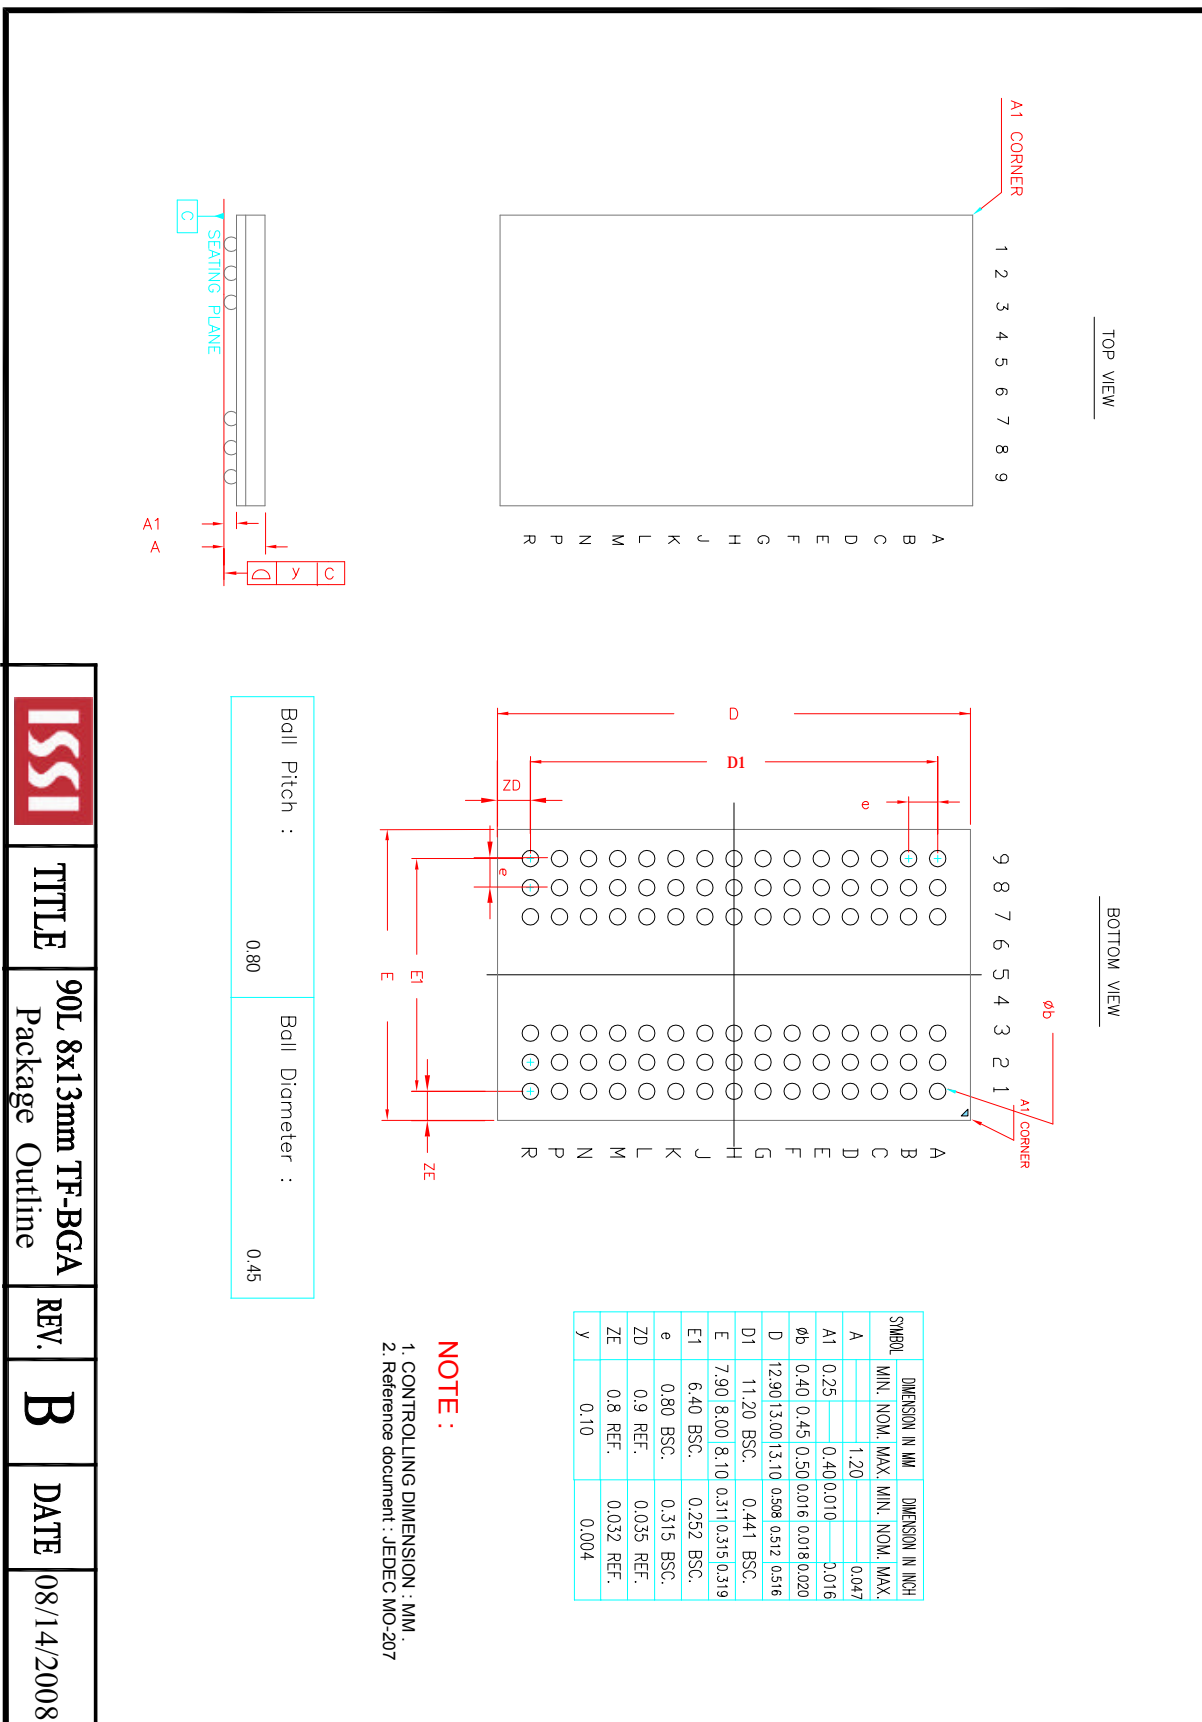 TOP VIEW
A1 CORNER
1 2 3 4 5 6 7 8 9
A
B
C
D
E
F
G
H
J
K
L
M
N
P
R
C
SEATING PLANE
A1
A
y C
BOTTOM VIEW
Øb
A1 CORNER
9 8 7 6 5 4 3 2 1
A
B
C
D
E
F
G
H
J
K
L
M
N
P
R
D
D1
ZD
e
e
E1
E
ZE
SYMBOL DIMENSION IN MM DIMENSION IN INCH
MIN. NOM. MAX. MIN. NOM. MAX.
A 1.20 0.047
A1 0.25 0.40 0.010 0.016
Øb 0.40 0.45 0.50 0.016 0.018 0.020
D 12.90 13.00 13.10 0.508 0.512 0.516
D1 11.20 BSC. 0.441 BSC.
E 7.90 8.00 8.10 0.311 0.315 0.319
E1 6.40 BSC. 0.252 BSC.
e 0.80 BSC. 0.315 BSC.
ZD 0.9 REF. 0.035 REF.
ZE 0.8 REF. 0.032 REF.
y 0.10 0.004
NOTE :
1. CONTROLLING DIMENSION : MM .
2. Reference document : JEDEC MO-207
Ball Pitch : 0.80
Ball Diameter : 0.45
ISSI
TITLE
90L 8x13mm TF-BGA
Package Outline
REV.
B
DATE
08/14/2008